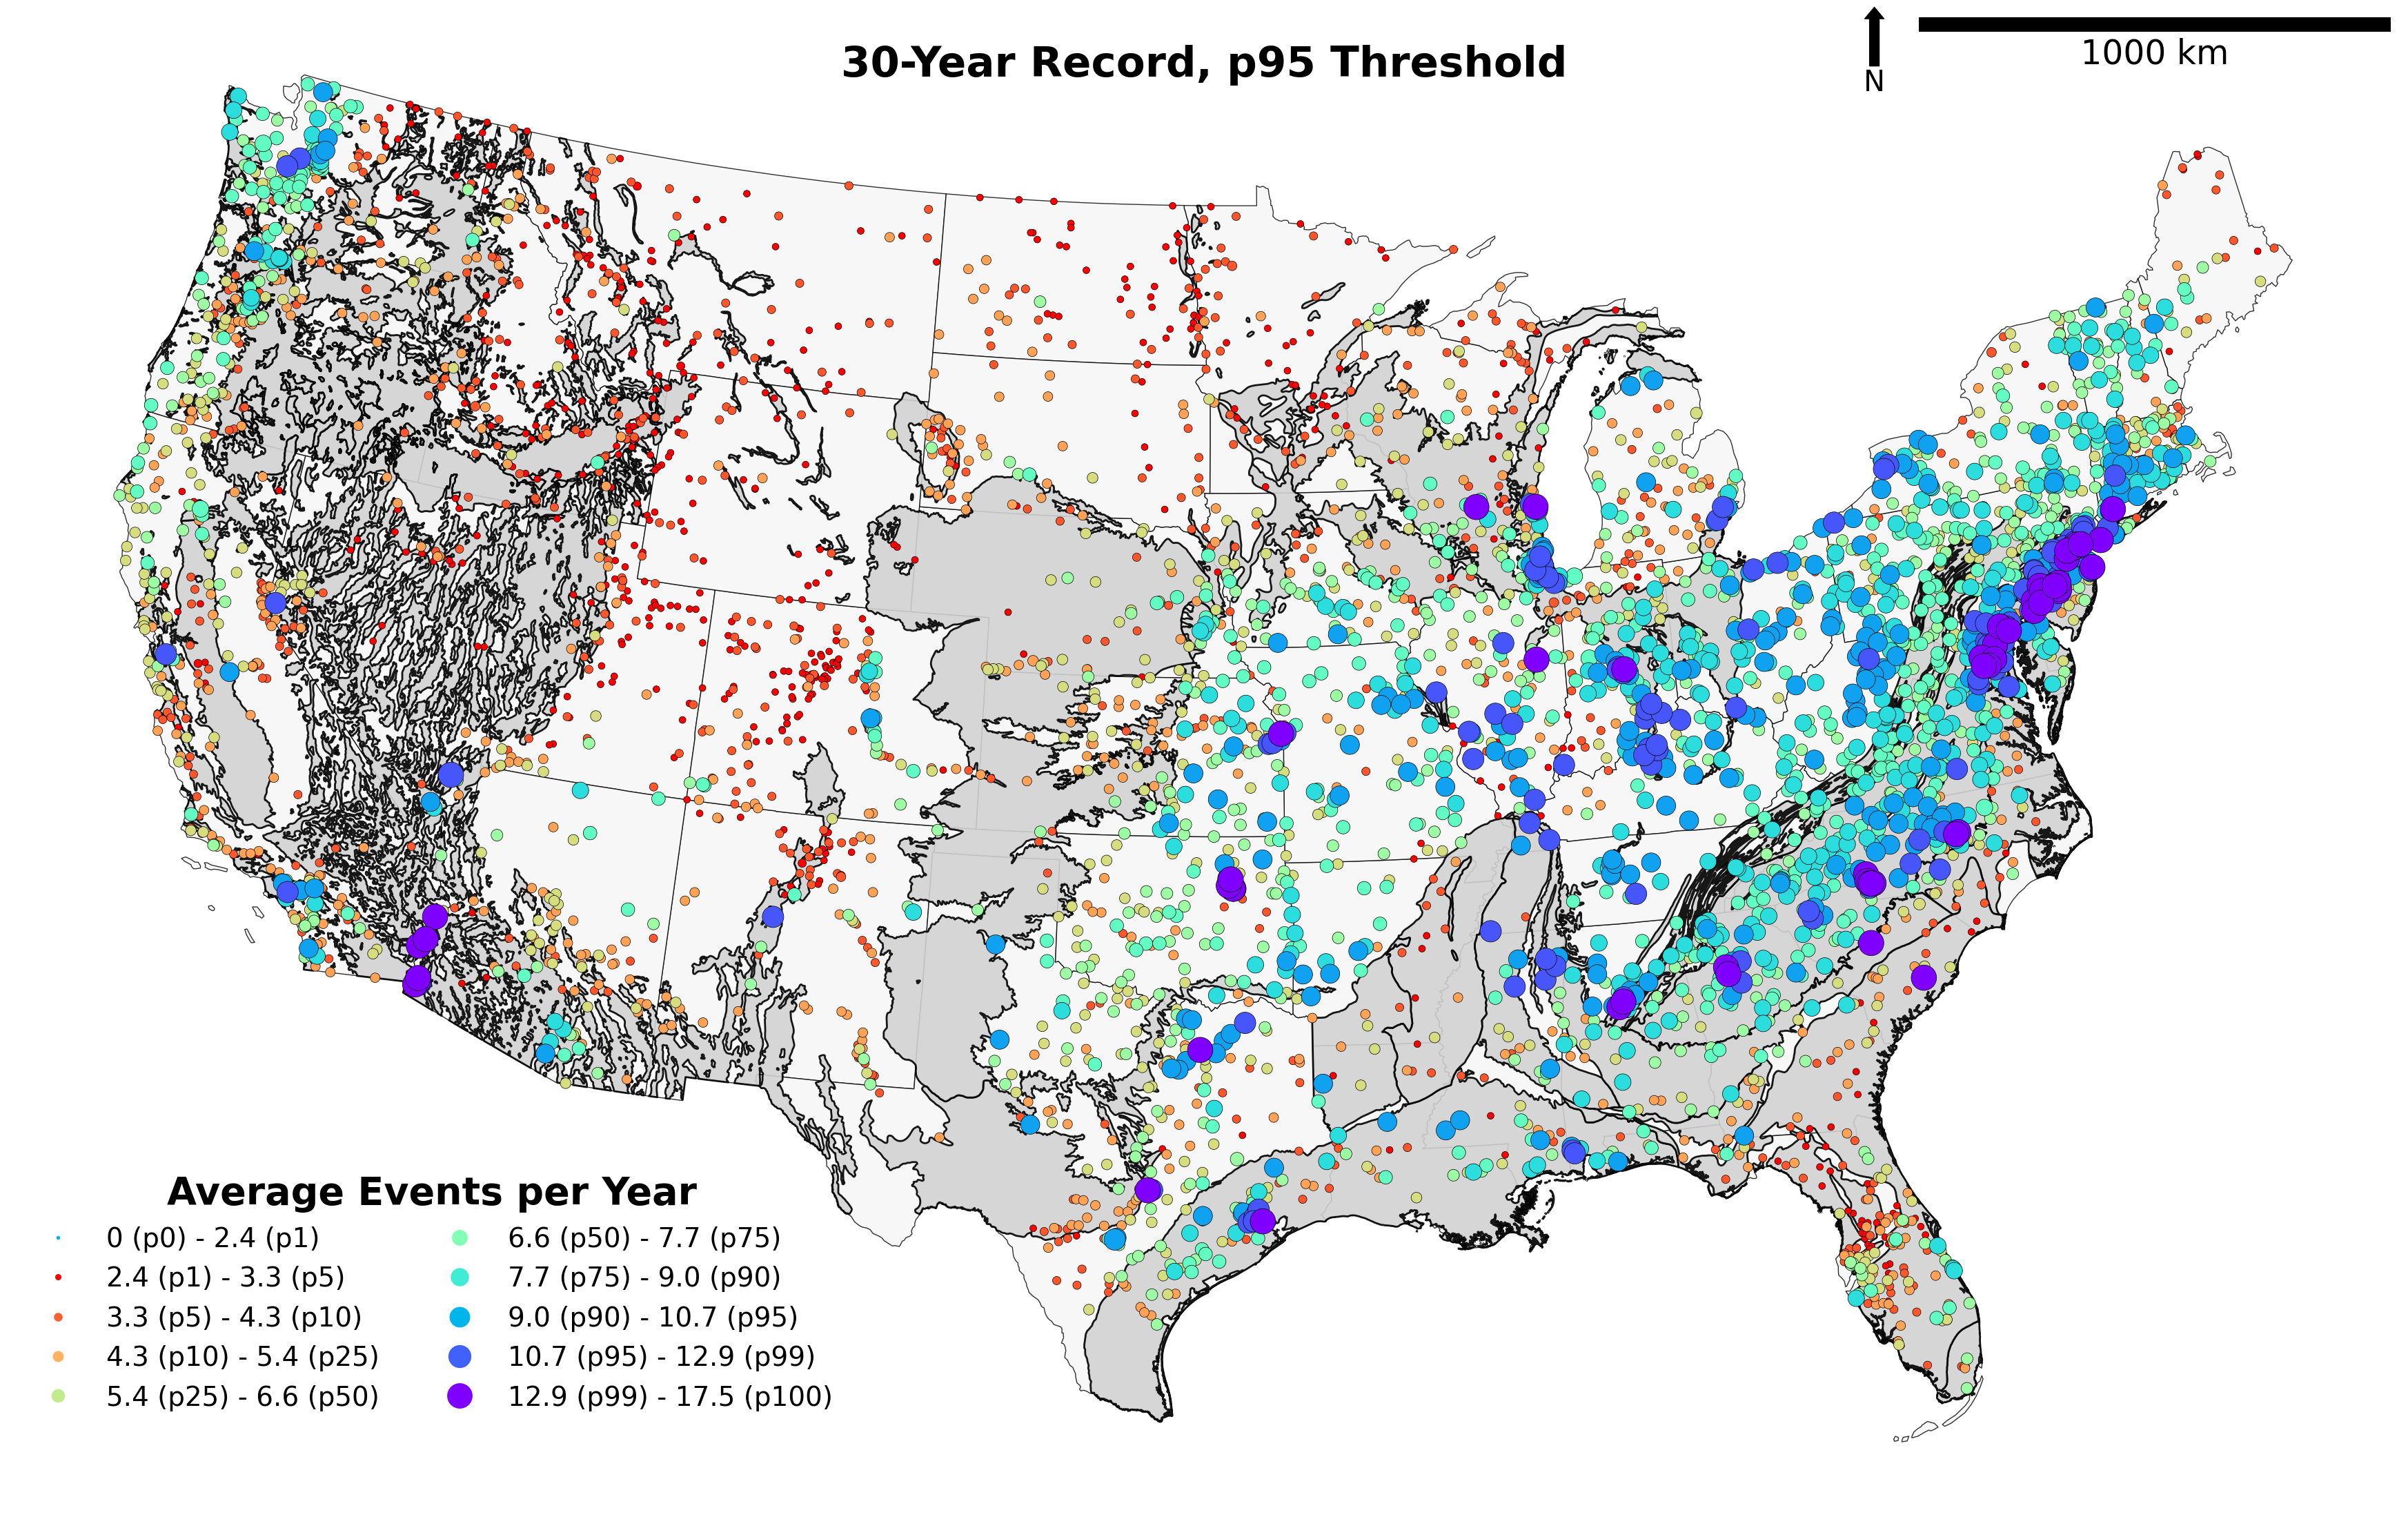 30-Year Record, p95 Threshold
1000 km
N
Average Events per Year
0 (p0) - 2.4 (p1)
2.4 (p1) - 3.3 (p5)
3.3 (p5) - 4.3 (p10)
4.3 (p10) - 5.4 (p25)
5.4 (p25) - 6.6 (p50)
6.6 (p50) - 7.7 (p75)
7.7 (p75) - 9.0 (p90)
9.0 (p90) - 10.7 (p95)
10.7 (p95) - 12.9 (p99)
12.9 (p99) - 17.5 (p100)